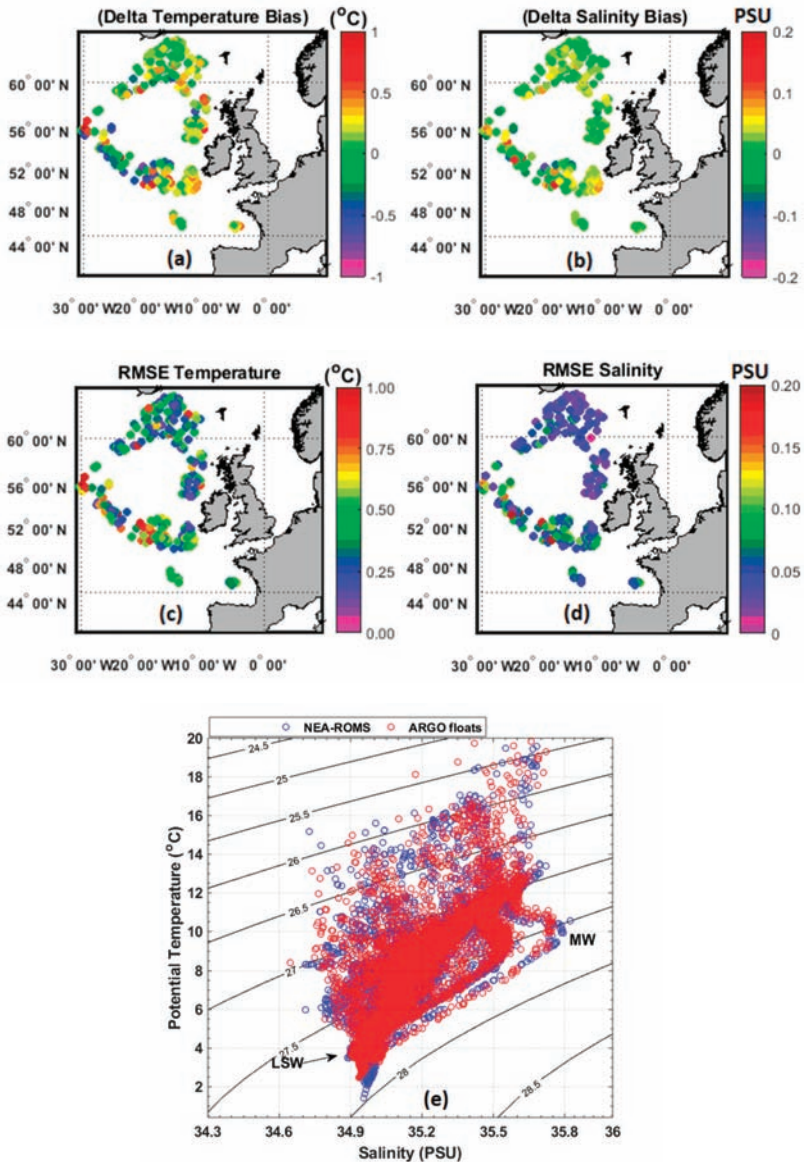 (Delta Temperature Bias) (°C)
1
0.5
0
-0.5
-1
60° 00' N
56° 00' N
52° 00' N
48° 00' N
44° 00' N
30° 00' W20° 00' W10° 00' W 0° 00'
(a)
(Delta Salinity Bias) PSU
0.2
0.1
0
-0.1
-0.2
60° 00' N
56° 00' N
52° 00' N
48° 00' N
44° 00' N
30° 00' W20° 00' W10° 00' W 0° 00'
(b)
RMSE Temperature (°C)
1.00
0.75
0.50
0.25
0.00
60° 00' N
56° 00' N
52° 00' N
48° 00' N
44° 00' N
30° 00' W20° 00' W10° 00' W 0° 00'
(c)
RMSE Salinity PSU
0.20
0.15
0.10
0.05
0
60° 00' N
56° 00' N
52° 00' N
48° 00' N
44° 00' N
30° 00' W20° 00' W10° 00' W 0° 00'
(d)
NEA-ROMS ARGO floats
Potential Temperature (°C)
20
18
16
14
12
10
8
6
4
2
24.5
25
25.5
26
26.5
27
27.5
28
28.5
MW
LSW
(e)
34.3 34.6 34.9 35.2 35.5 35.8 36
Salinity (PSU)